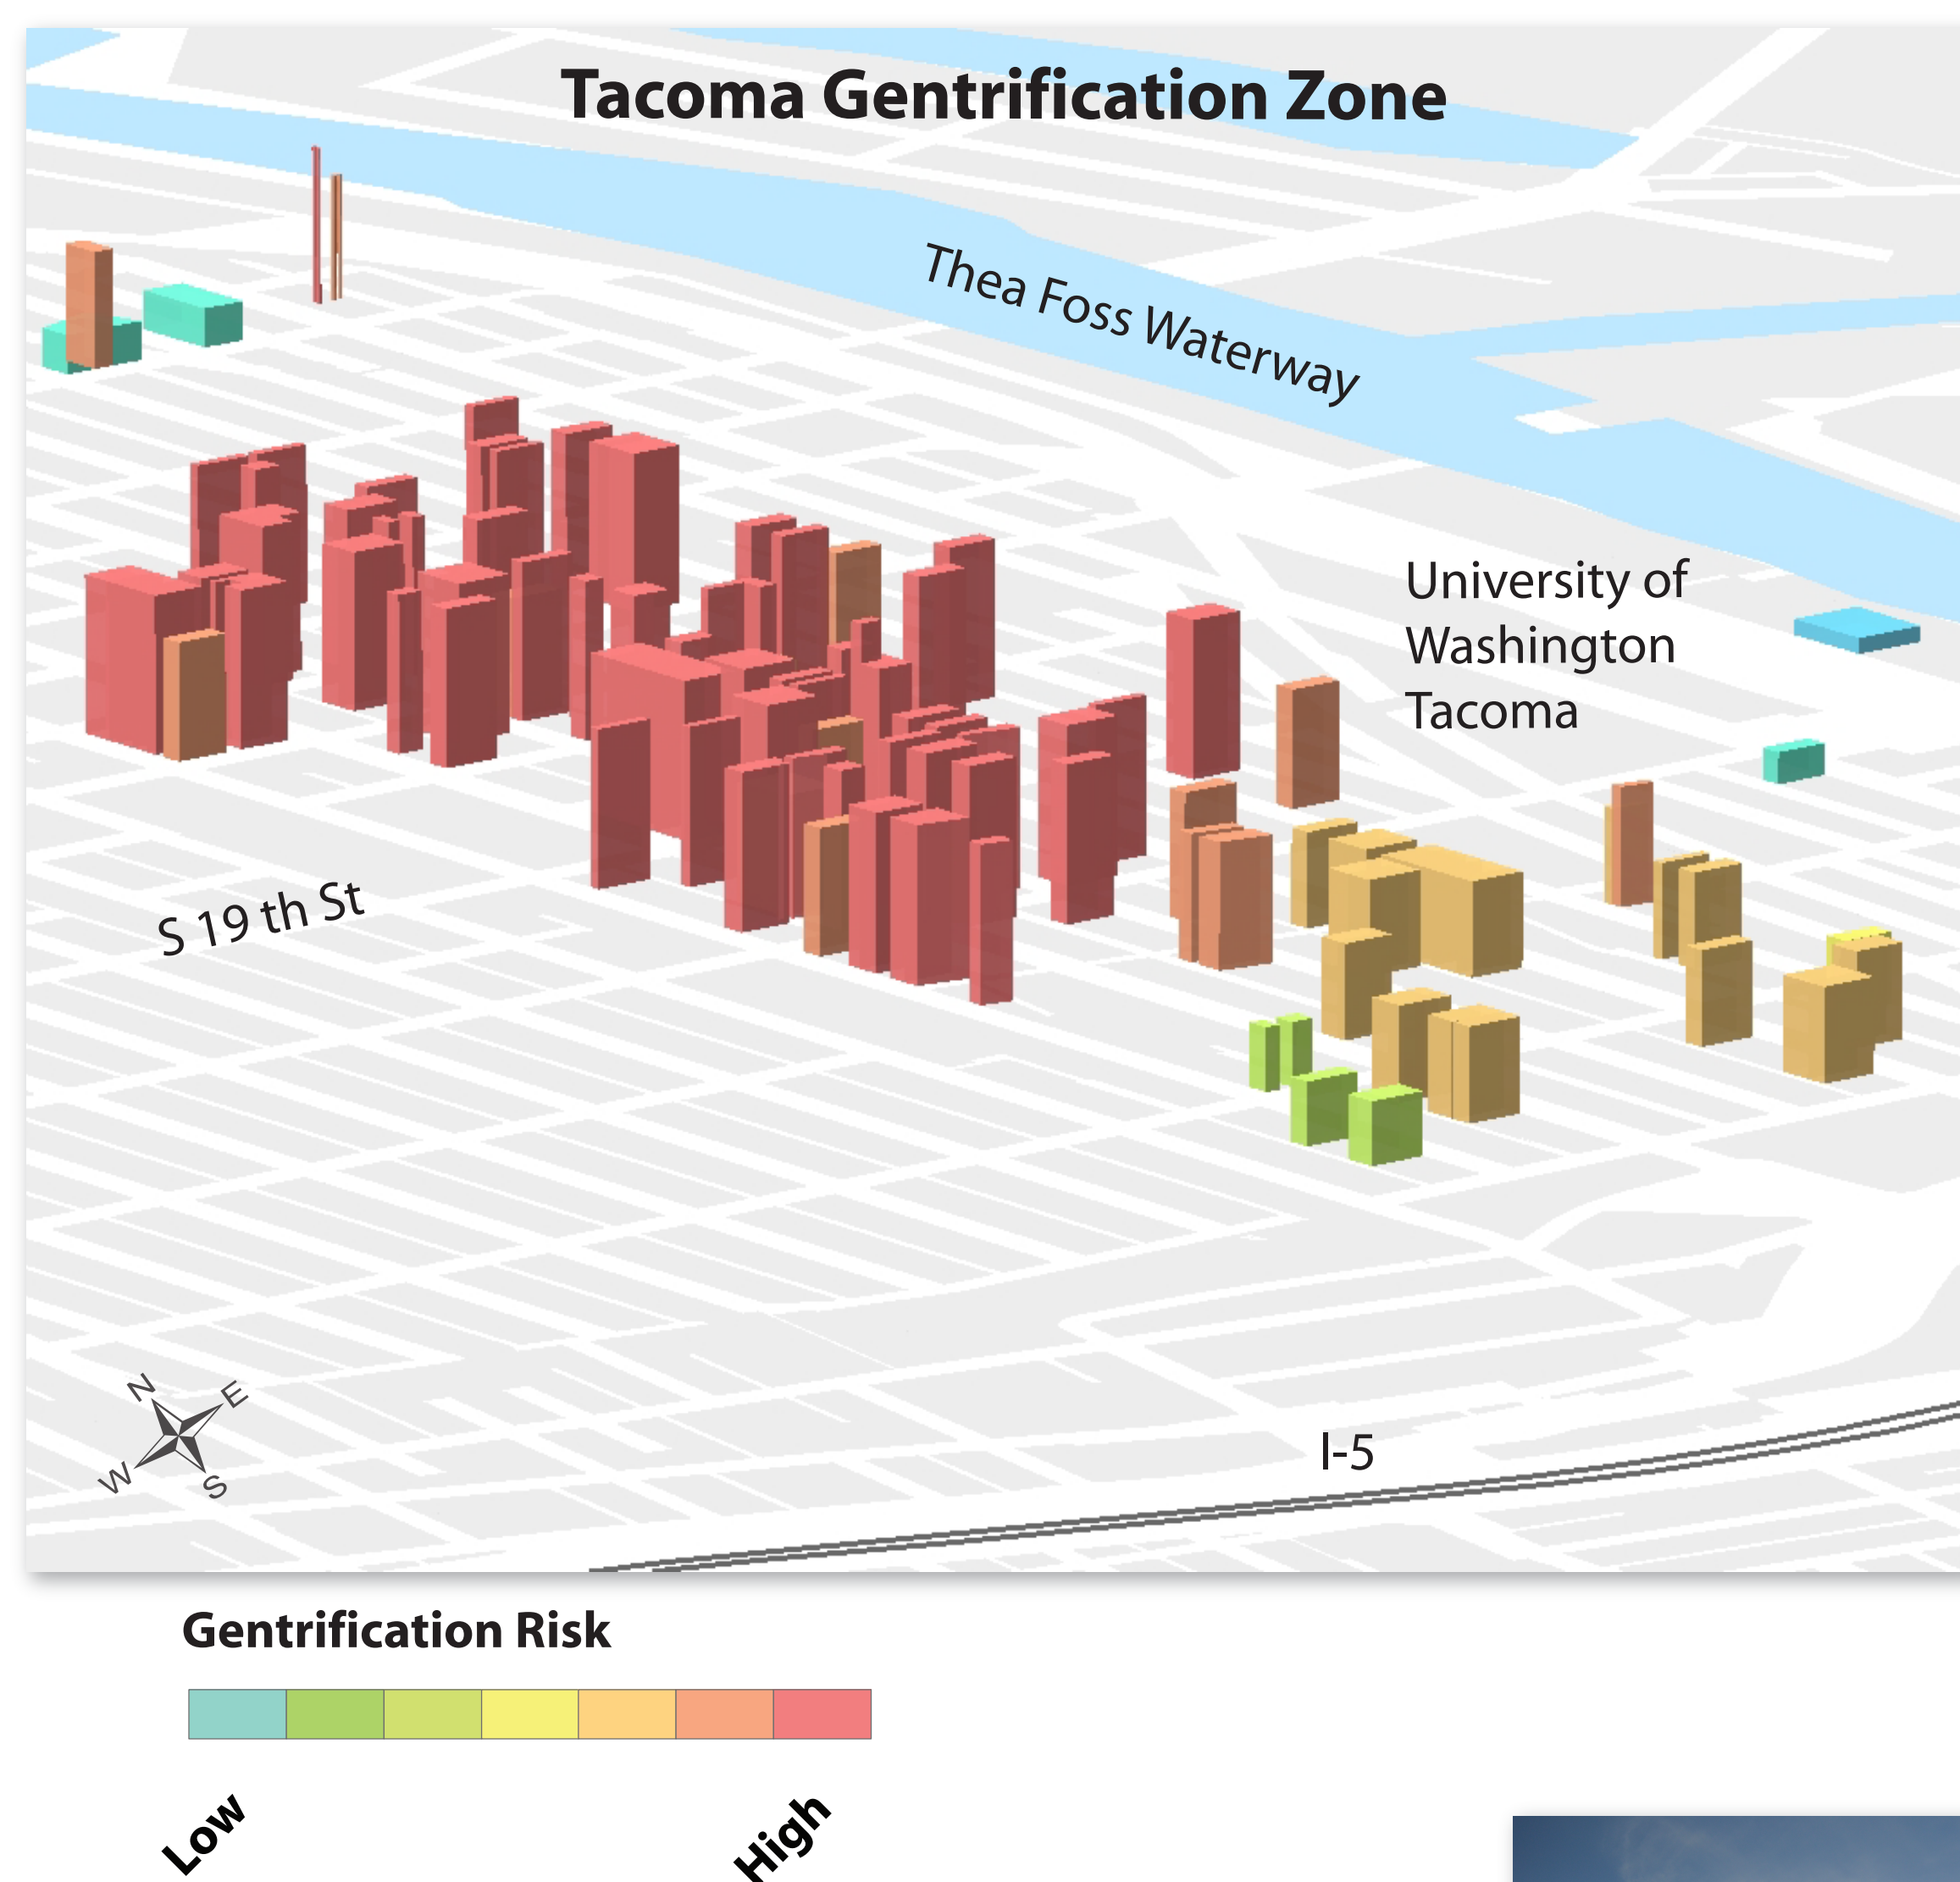 Tacoma Gentrification Zone
Thea Foss Waterway
University of
Washington
Tacoma
S 19 th St
N
E
W
S
I-5
Gentrification Risk
Low
High